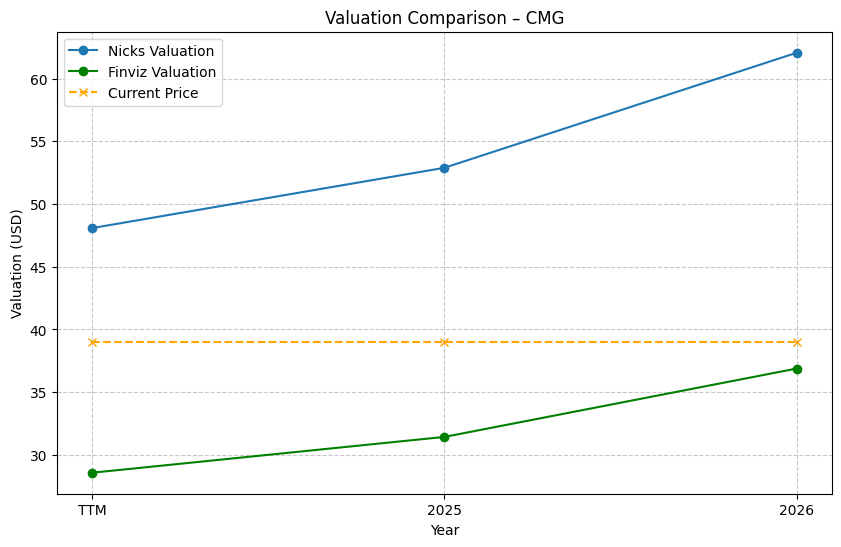 Valuation Comparison – CMG
Nicks Valuation
Finviz Valuation
Current Price
Valuation (USD)
60
55
50
45
40
35
30
TTM
2025
2026
Year